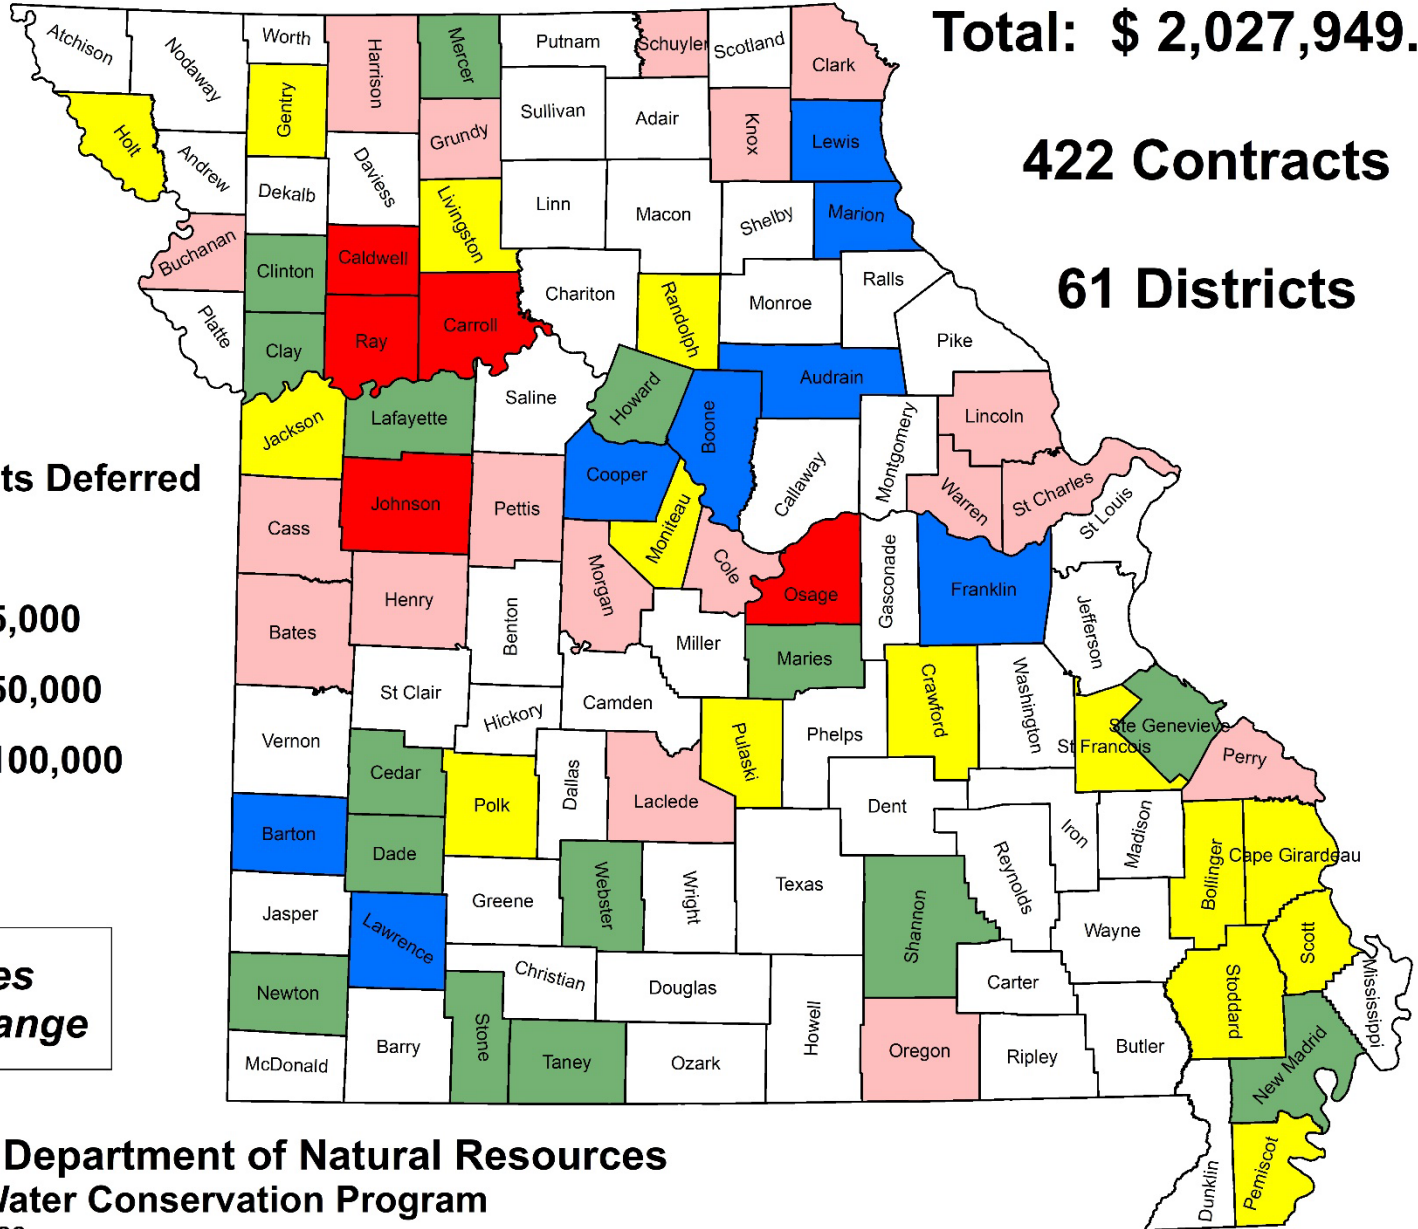 Total: $ 2,027,949.
422 Contracts
61 Districts
Atchison
Nodaway
Worth
Harrison
Mercer
Putnam
Schuyler
Scotland
Clark
Holt
Gentry
Grundy
Sullivan
Adair
Knox
Lewis
Andrew
Dekalb
Daviess
Livingston
Linn
Macon
Shelby
Marion
Buchanan
Clinton
Caldwell
Chariton
Randolph
Monroe
Ralls
Platte
Clay
Ray
Carroll
Pike
Jackson
Lafayette
Saline
Howard
Boone
Audrain
Montgomery
Lincoln
ts Deferred
Johnson
Pettis
Cooper
Moniteau
Callaway
Warren
St Charles
St Louis
Cass
Henry
Benton
Morgan
Cole
Osage
Gasconade
Franklin
Jefferson
5,000
Bates
St Clair
Hickory
Miller
Maries
Crawford
Washington
50,000
Camden
Pulaski
Phelps
St Francois
Ste Genevieve
Perry
100,000
Vernon
Cedar
Polk
Dallas
Laclede
Dent
Iron
Madison
Bollinger
Cape Girardeau
Barton
Dade
Greene
Webster
Wright
Texas
Shannon
Reynolds
Wayne
Scott
Jasper
Lawrence
Christian
Douglas
Howell
Carter
Stoddard
Mississippi
es
ange
Newton
McDonald
Barry
Stone
Taney
Ozark
Oregon
Ripley
Butler
New Madrid
Dunklin
Pemiscot
Department of Natural Resources
Water Conservation Program